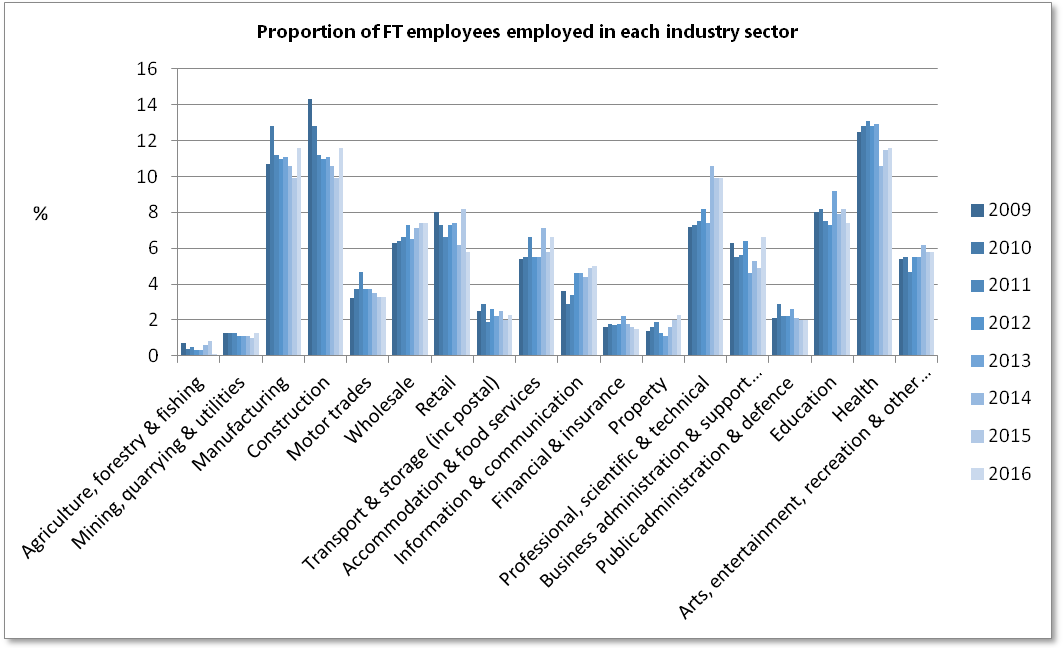 Proportion of FT employees employed in each industry sector
16
14
12
10
8
6
4
2
0
%
Agriculture, forestry & fishing
Mining, quarrying & utilities
Manufacturing
Construction
Motor trades
Wholesale
Retail
Transport & storage (inc postal)
Accommodation & food services
Information & communication
Financial & insurance
Property
Professional, scientific & technical
Business administration & support...
Public administration & defence
Education
Health
Arts, entertainment, recreation & other...
2009
2010
2011
2012
2013
2014
2015
2016